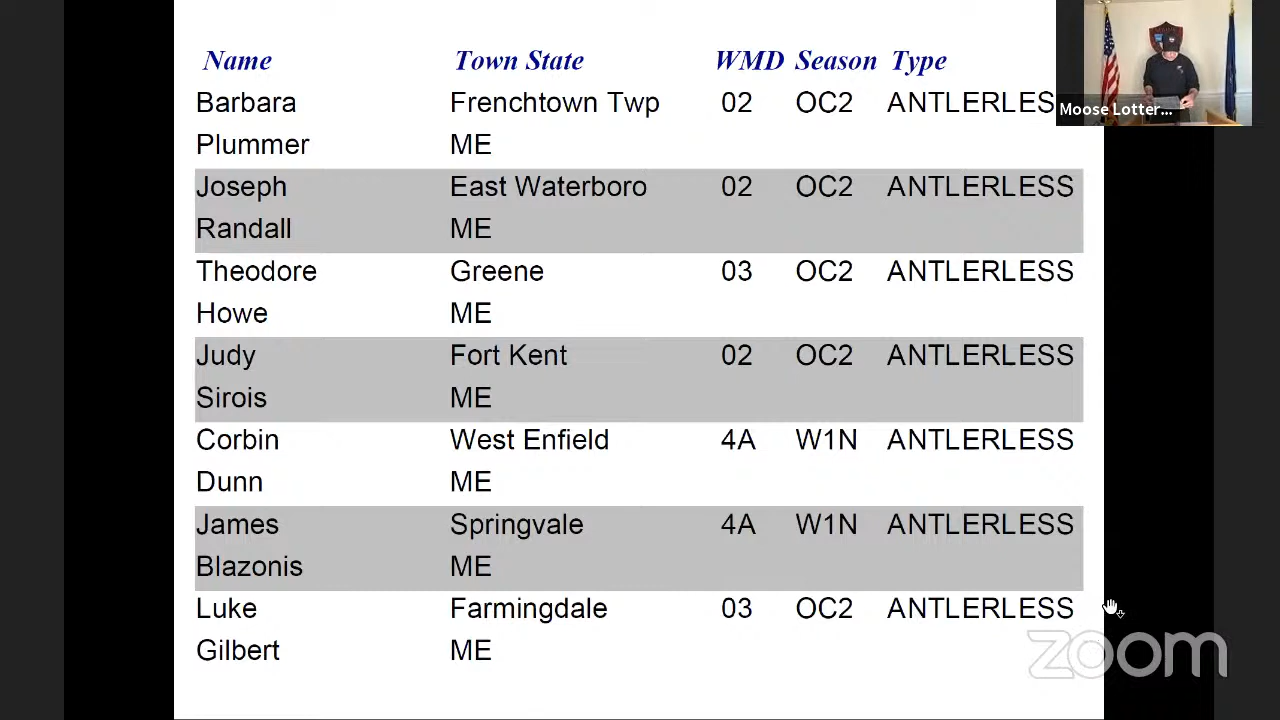 Name Town State WMD Season Type
Barbara Frenchtown Twp 02 OC2 ANTLERLES
Plummer ME
Joseph East Waterboro 02 OC2 ANTLERLESS
Randall ME
Theodore Greene 03 OC2 ANTLERLESS
Howe ME
Judy Fort Kent 02 OC2 ANTLERLESS
Sirois ME
Corbin West Enfield 4A W1N ANTLERLESS
Dunn ME
James Springvale 4A W1N ANTLERLESS
Blazonis ME
Luke Farmingdale 03 OC2 ANTLERLESS
Gilbert ME
Moose Lotter...
zoom